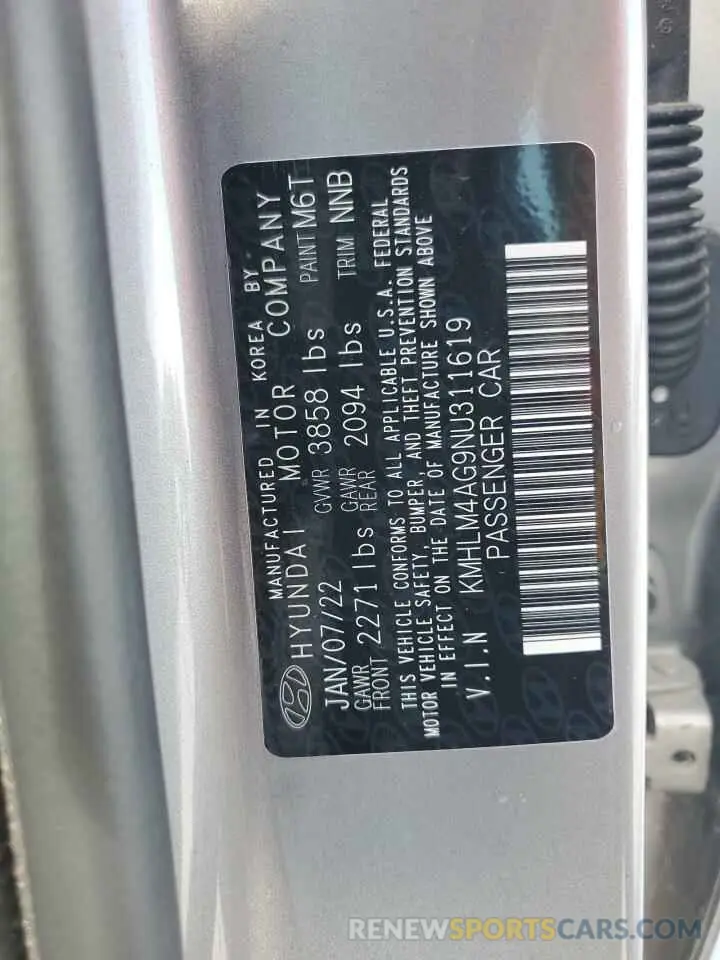 MANUFACTURED IN KOREA BY
HYUNDAI MOTOR COMPANY
JAN/07/22 GVWR 3858 lbs PAINT M6T
GAWR FRONT 2271 lbs GAWR REAR 2094 lbs TRIM NNB
THIS VEHICLE CONFORMS TO ALL APPLICABLE U.S.A. FEDERAL
MOTOR VEHICLE SAFETY, BUMPER, AND THEFT PREVENTION STANDARDS
IN EFFECT ON THE DATE OF MANUFACTURE SHOWN ABOVE
V.I.N KMHLM4AG9NU311619
PASSENGER CAR
RENEWSPORTSCARS.COM